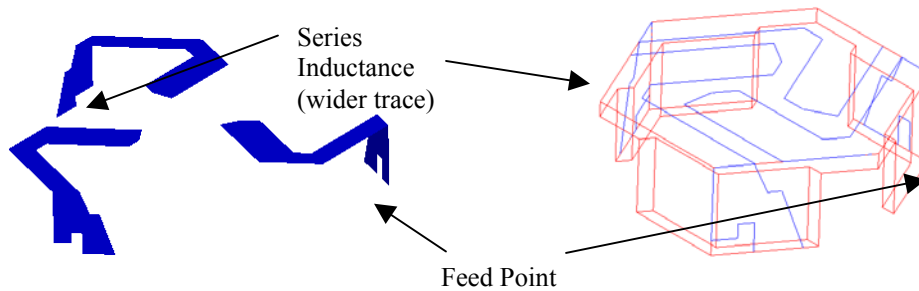 Series
Inductance
(wider trace)
Feed Point